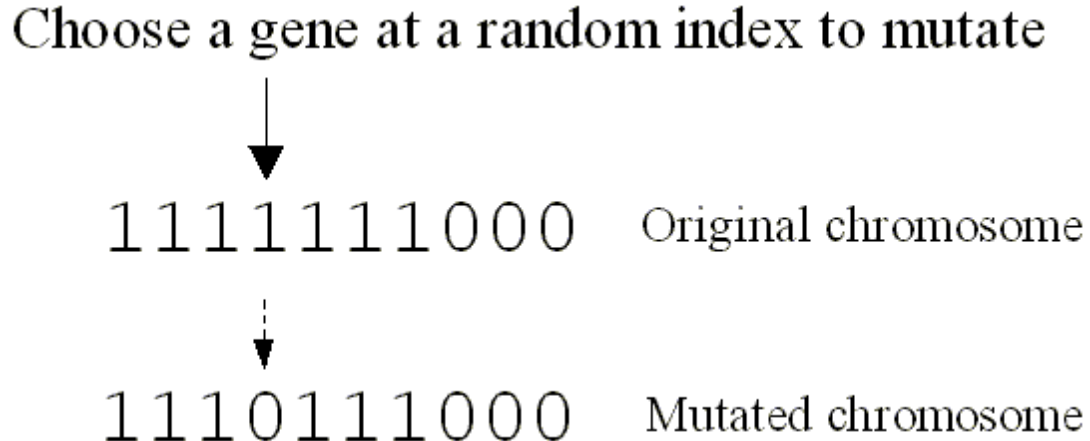 Choose a gene at a random index to mutate
1111111000 Original chromosome
1110111000 Mutated chromosome